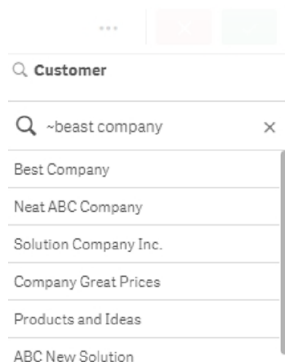 Customer
~beast company
Best Company
Neat ABC Company
Solution Company Inc.
Company Great Prices
Products and Ideas
ABC New Solution